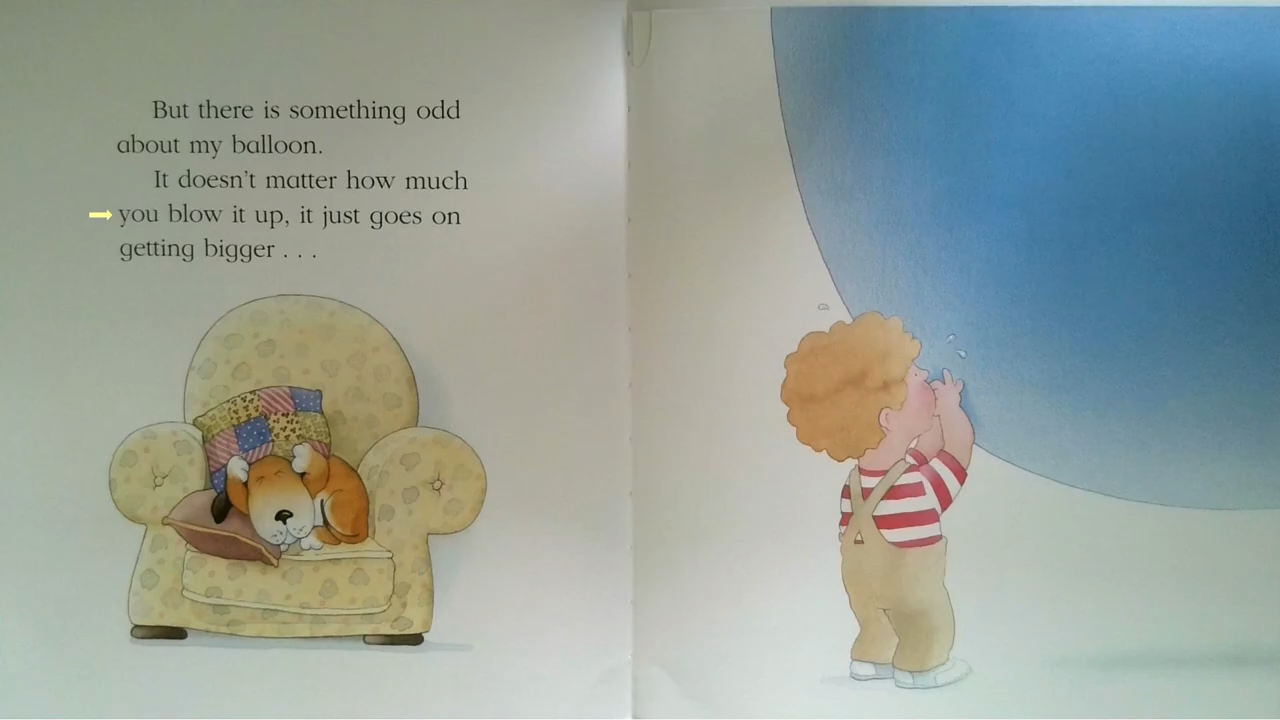 But there is something odd
about my balloon.
It doesn't matter how much
you blow it up, it just goes on
getting bigger . . .